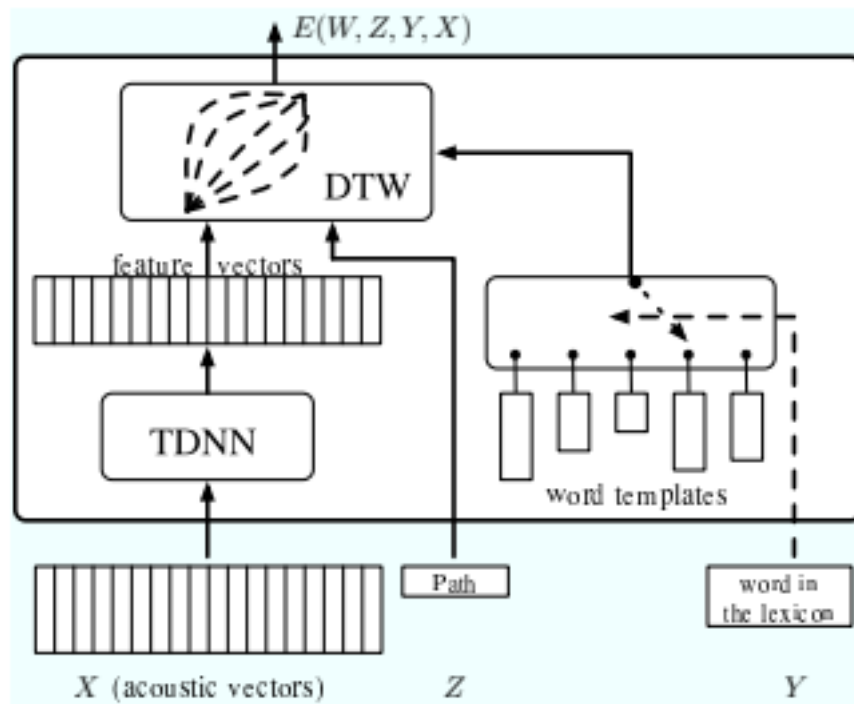 E(W, Z, Y, X)
DTW
feature vectors
TDNN
word templates
Path
word in
the lexicon
X (acoustic vectors)
Z
Y